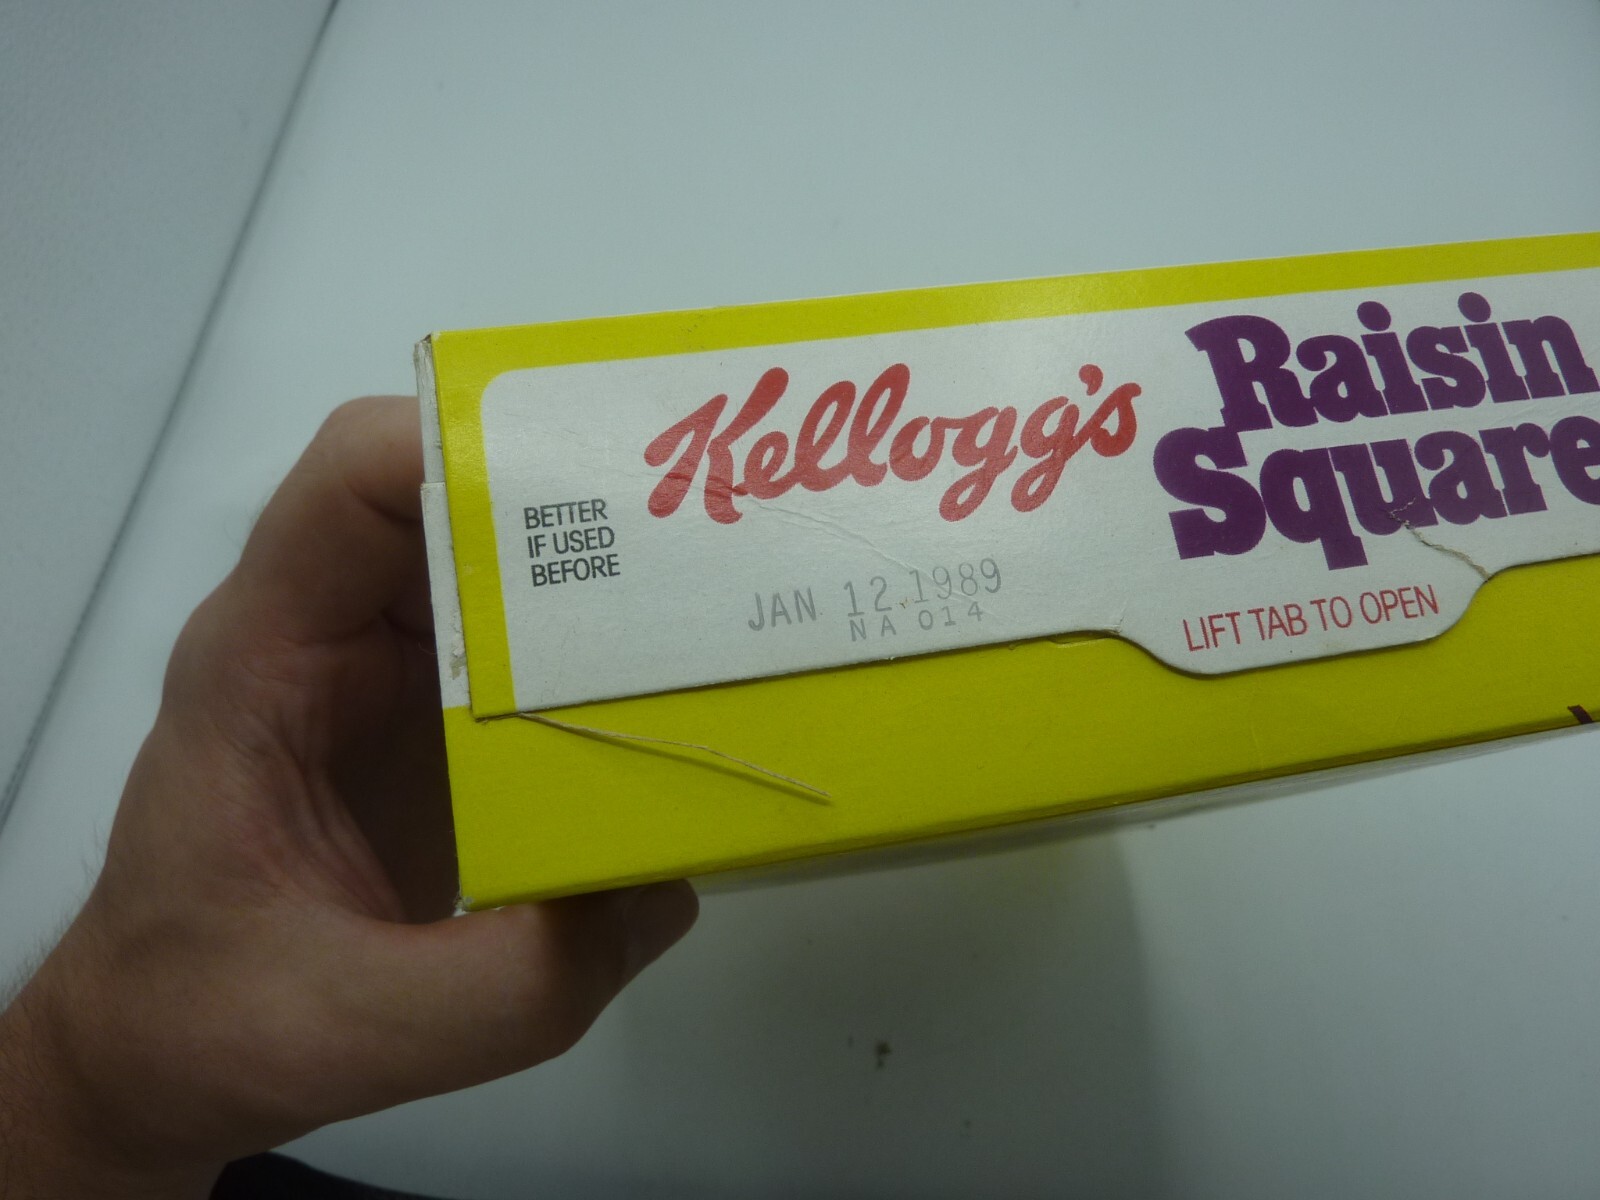 Kellogg's
Raisin
Square
BETTER
IF USED
BEFORE
JAN 12 1989
NA 014
LIFT TAB TO OPEN